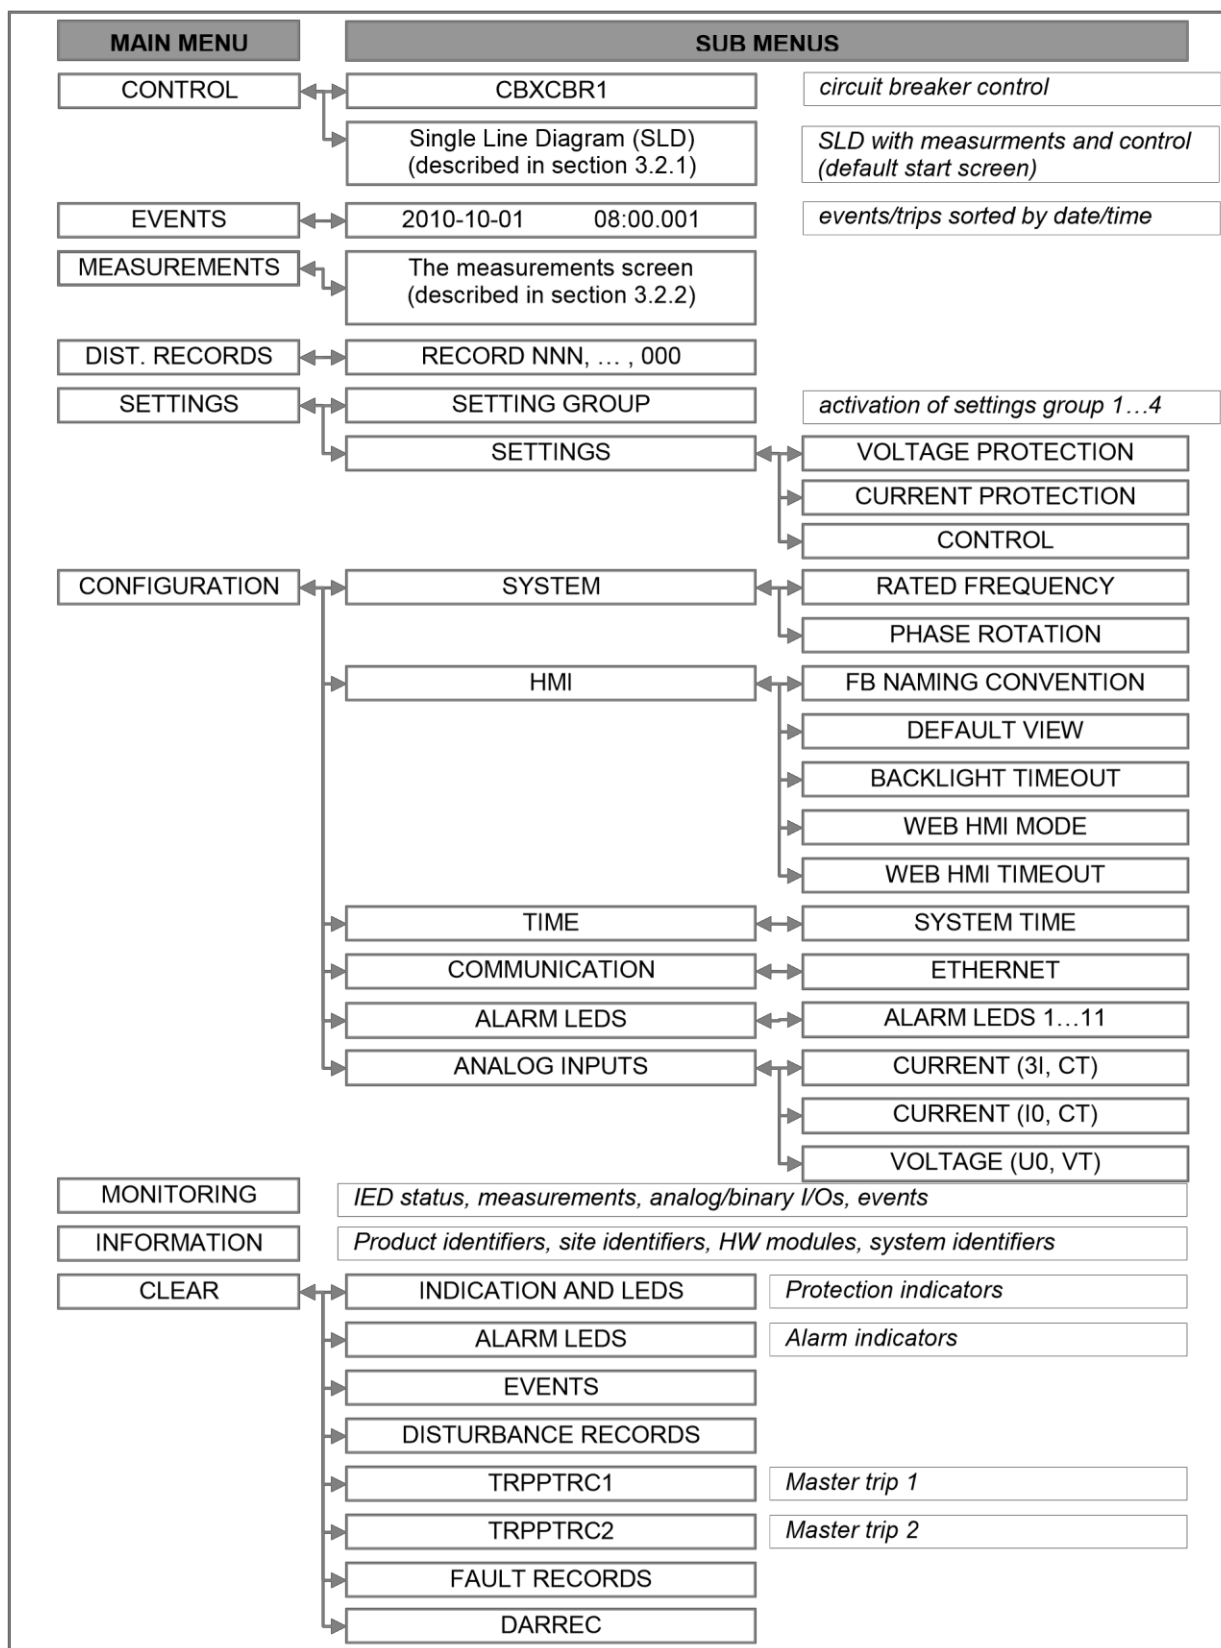 MAIN MENU
SUB MENUS
CONTROL
CBXCBR1
circuit breaker control
Single Line Diagram (SLD)
(described in section 3.2.1)
SLD with measurments and control
(default start screen)
EVENTS
2010-10-01 08:00.001
events/trips sorted by date/time
MEASUREMENTS
The measurements screen
(described in section 3.2.2)
DIST. RECORDS
RECORD NNN, ... , 000
SETTINGS
SETTING GROUP
activation of settings group 1...4
SETTINGS
VOLTAGE PROTECTION
CURRENT PROTECTION
CONTROL
CONFIGURATION
SYSTEM
RATED FREQUENCY
PHASE ROTATION
HMI
FB NAMING CONVENTION
DEFAULT VIEW
BACKLIGHT TIMEOUT
WEB HMI MODE
WEB HMI TIMEOUT
TIME
SYSTEM TIME
COMMUNICATION
ETHERNET
ALARM LEDS
ALARM LEDS 1...11
ANALOG INPUTS
CURRENT (3I, CT)
CURRENT (I0, CT)
VOLTAGE (U0, VT)
MONITORING
IED status, measurements, analog/binary I/Os, events
INFORMATION
Product identifiers, site identifiers, HW modules, system identifiers
CLEAR
INDICATION AND LEDS
Protection indicators
ALARM LEDS
Alarm indicators
EVENTS
DISTURBANCE RECORDS
TRPPTRC1
Master trip 1
TRPPTRC2
Master trip 2
FAULT RECORDS
DARREC